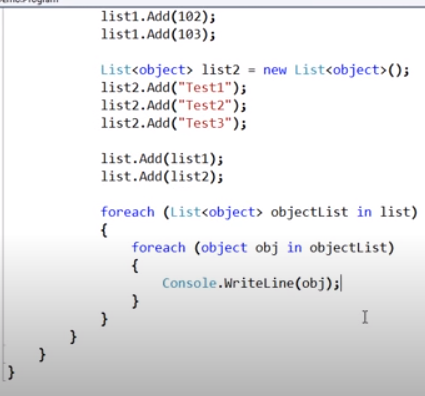 list1.Add(102);
list1.Add(103);
List<object> list2 = new List<object>();
list2.Add("Test1");
list2.Add("Test2");
list2.Add("Test3");
list.Add(list1);
list.Add(list2);
foreach (List<object> objectList in list)
{
foreach (object obj in objectList)
{
Console.WriteLine(obj);
}
}
}
}
}